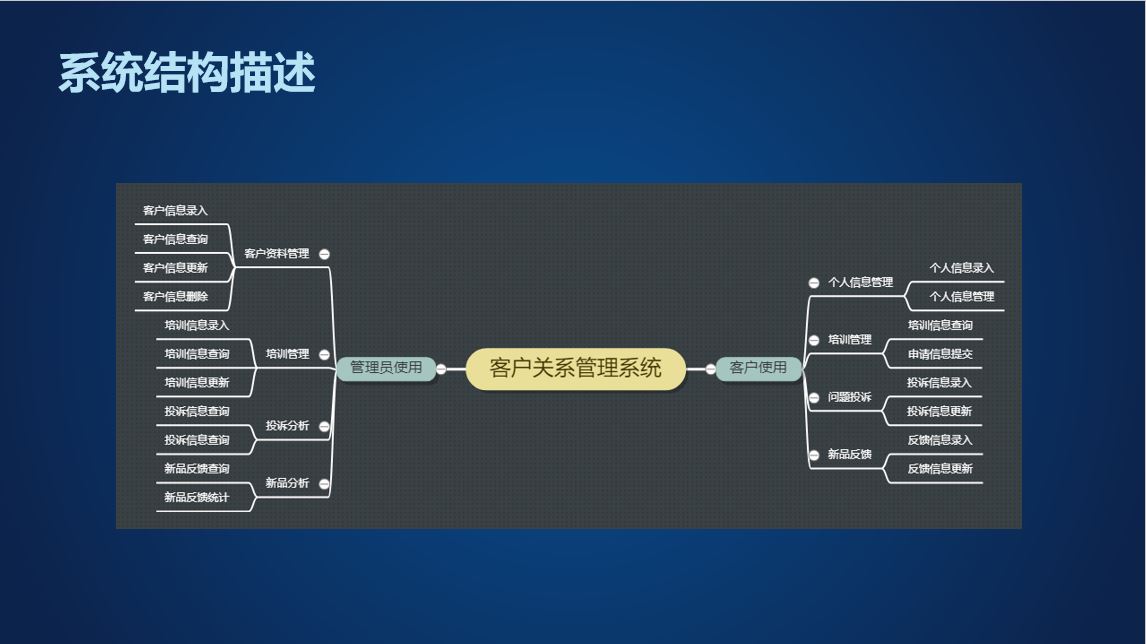 系统结构描述
客户信息录入
客户信息查询
客户信息更新
客户信息删除
客户资料管理
培训信息录入
培训信息查询
培训信息更新
培训管理
投诉信息查询
投诉信息查询
投诉分析
新品反馈查询
新品反馈统计
新品分析
管理员使用
客户关系管理系统
客户使用
个人信息管理
个人信息录入
个人信息管理
培训管理
培训信息查询
申请信息提交
问题投诉
投诉信息录入
投诉信息更新
新品反馈
反馈信息录入
反馈信息更新